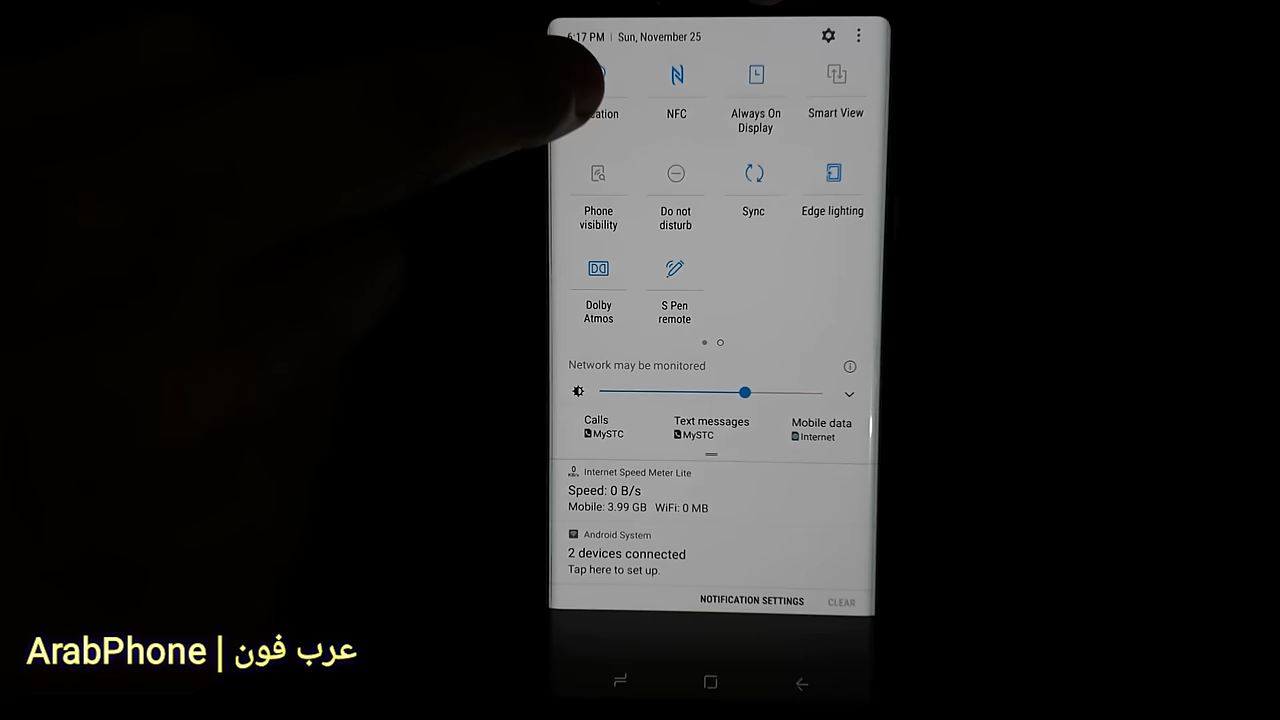 6:17 PM | Sun, November 25
NFC
Always On
Display
Smart View
Phone
visibility
Do not
disturb
Sync
Edge lighting
Dolby
Atmos
S Pen
remote
Network may be monitored
Calls
MySTC
Text messages
MySTC
Mobile data
Internet
0
Internet Speed Meter Lite
Speed: 0 B/s
Mobile: 3.99 GB WiFi: 0 MB
Android System
2 devices connected
Tap here to set up.
NOTIFICATION SETTINGS CLEAR
ArabPhone | عرب فون